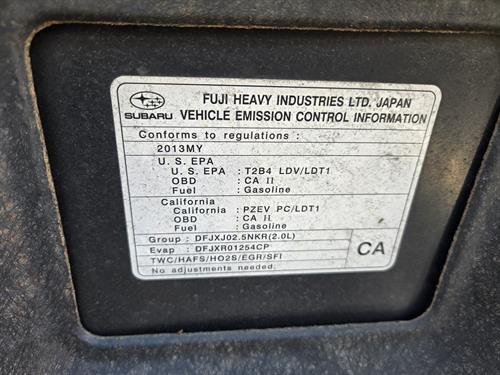 SUBARU
FUJI HEAVY INDUSTRIES LTD. JAPAN
VEHICLE EMISSION CONTROL INFORMATION
Conforms to regulations :
2013MY
U. S. EPA
U. S. EPA : T2B4 LDV/LDT1
OBD : CA II
Fuel : Gasoline
California
California : PZEV PC/LDT1
OBD : CA II
Fuel : Gasoline
Group : DFJXJ02.5NKR(2.0L)
Evap : DFJXR01254CP
TWC/HAFS/HO2S/EGR/SFI
No adjustments needed.
CA